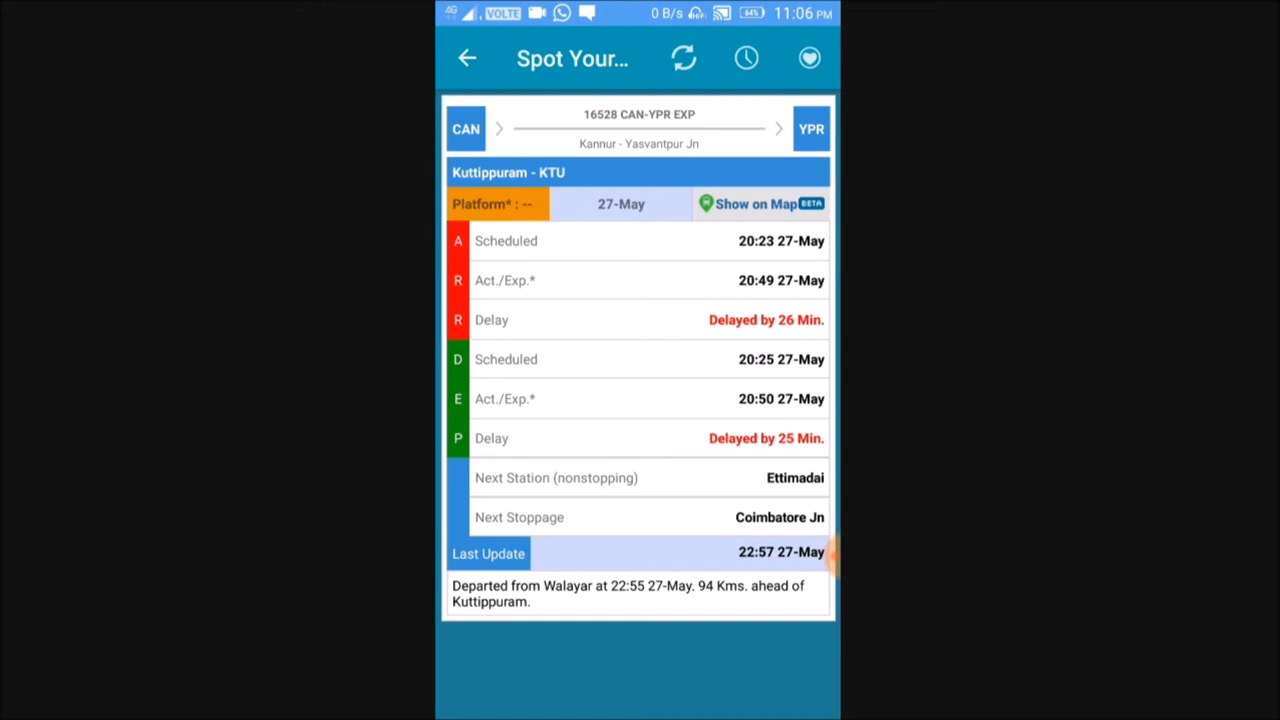 4G VOLTE 0 B/s 64% 11:06 PM
Spot Your...
16528 CAN-YPR EXP
CAN YPR
Kannur - Yasvantpur Jn
Kuttippuram - KTU
Platform* : -- 27-May Show on Map BETA
A Scheduled 20:23 27-May
R Act./Exp.* 20:49 27-May
R Delay Delayed by 26 Min.
D Scheduled 20:25 27-May
E Act./Exp.* 20:50 27-May
P Delay Delayed by 25 Min.
Next Station (nonstopping) Ettimadai
Next Stoppage Coimbatore Jn
Last Update 22:57 27-May
Departed from Walayar at 22:55 27-May. 94 Kms. ahead of
Kuttippuram.